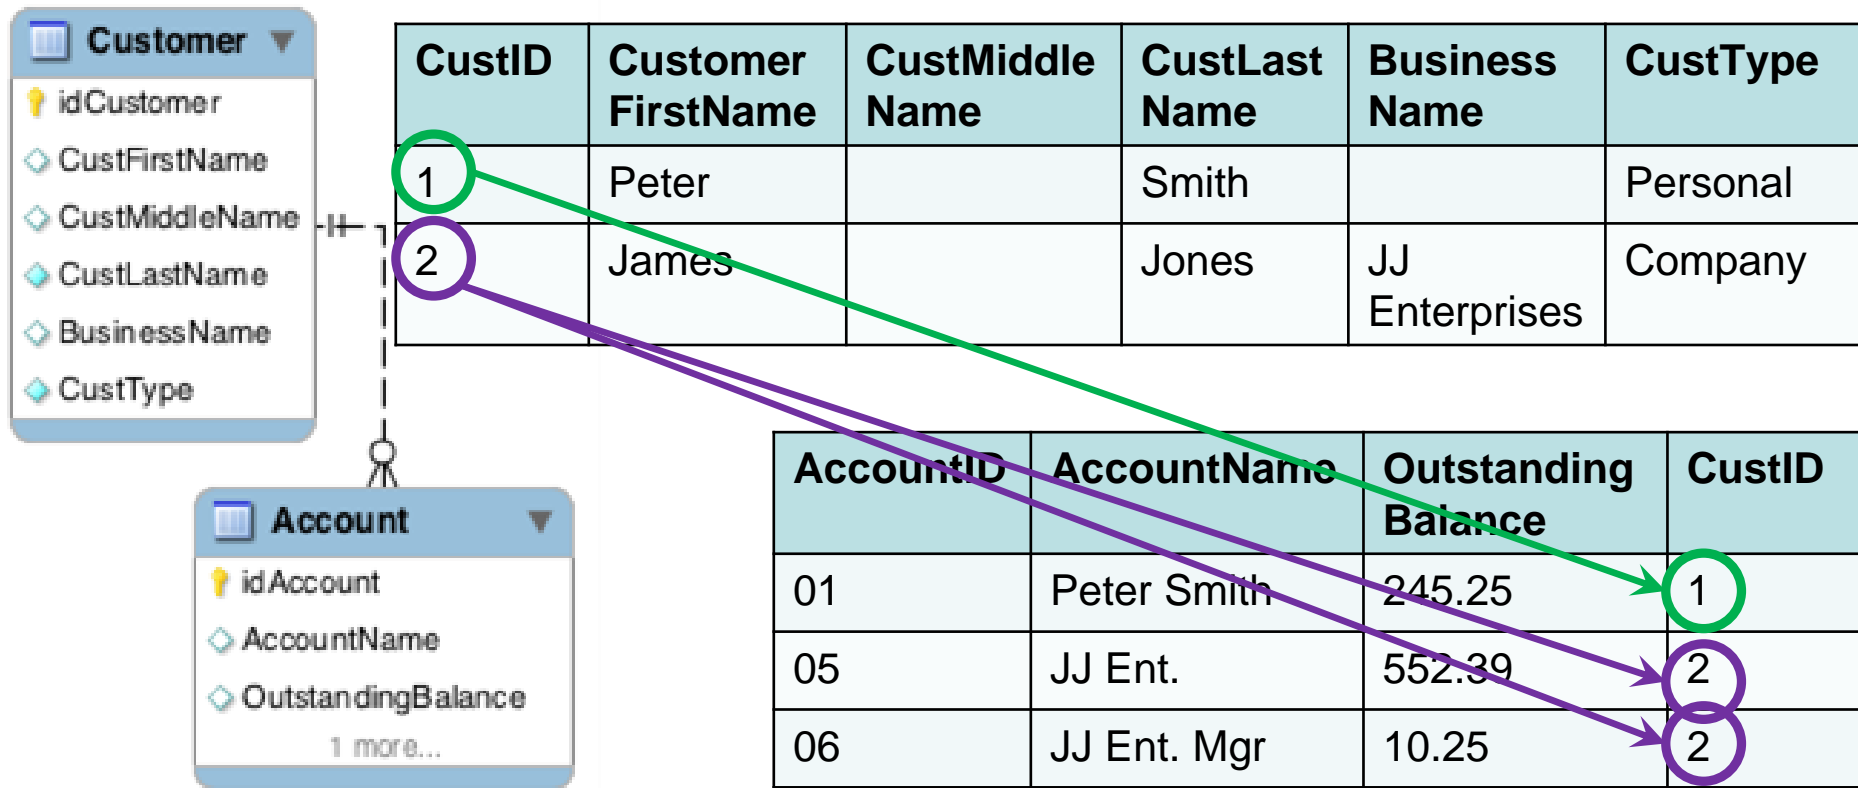 Customer
idCustomer
CustFirstName
CustMiddleName
CustLastName
BusinessName
CustType
Account
idAccount
AccountName
OutstandingBalance
1 more...
CustID Customer CustMiddle CustLast Business CustType
FirstName Name Name Name
1 Peter Smith Personal
2 James Jones JJ Company
Enterprises
AccountID AccountName Outstanding CustID
Balance
01 Peter Smith 245.25 1
05 JJ Ent. 552.39 2
06 JJ Ent. Mgr 10.25 2